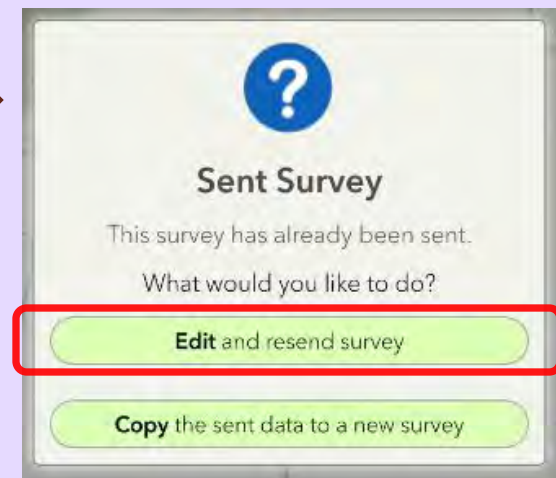 ?
Sent Survey
This survey has already been sent.
What would you like to do?
Edit and resend survey
Copy the sent data to a new survey